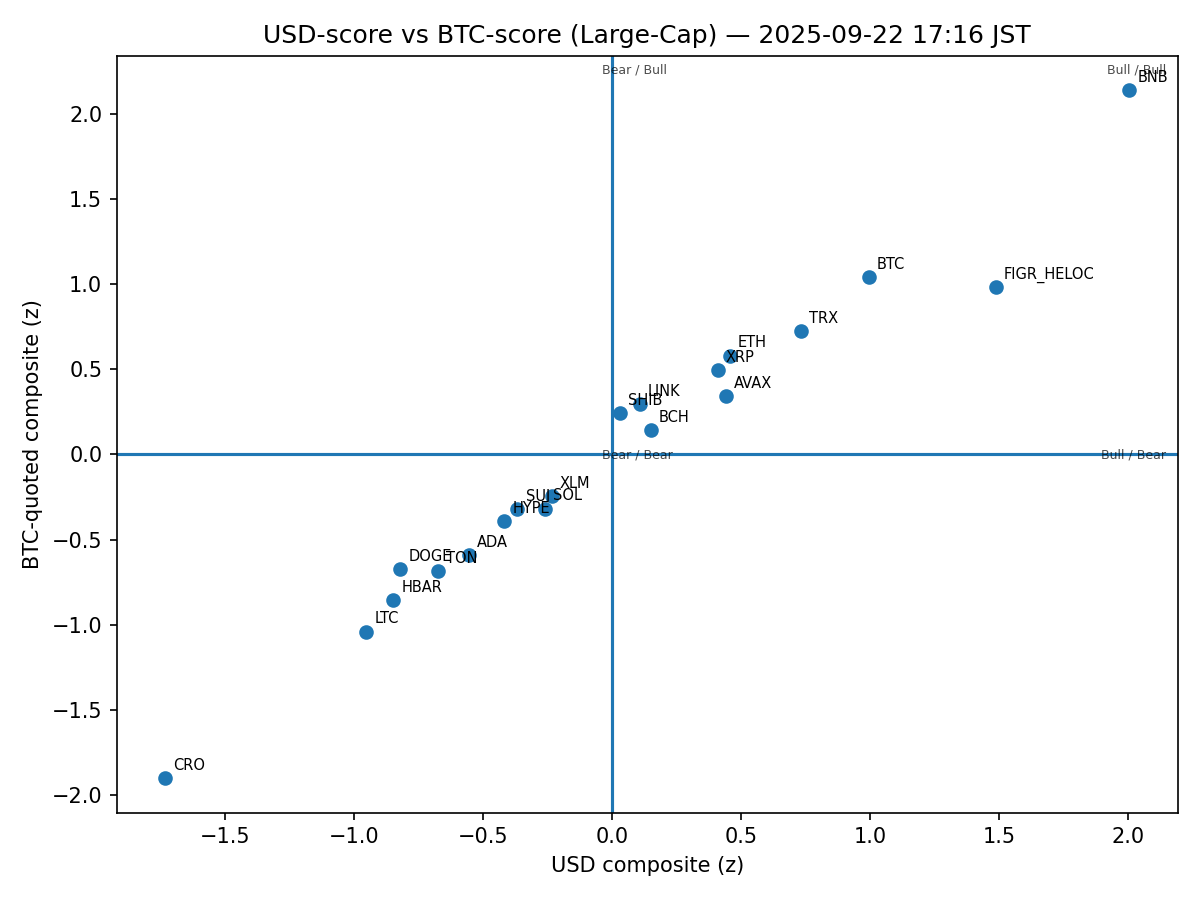 USD-score vs BTC-score (Large-Cap) — 2025-09-22 17:16 JST
Bear / Bull
Bull / Bull
BNB
BTC
FIGR_HELOC
TRX
ETH
XRP
AVAX
LINK
SHIB
BCH
Bear / Bear
Bull / Bear
XLM
SUI
SOL
HYPE
ADA
DOGE
TON
HBAR
LTC
CRO
2.0
1.5
1.0
0.5
0.0
−0.5
−1.0
−1.5
−2.0
BTC-quoted composite (z)
−1.5
−1.0
−0.5
0.0
0.5
1.0
1.5
2.0
USD composite (z)